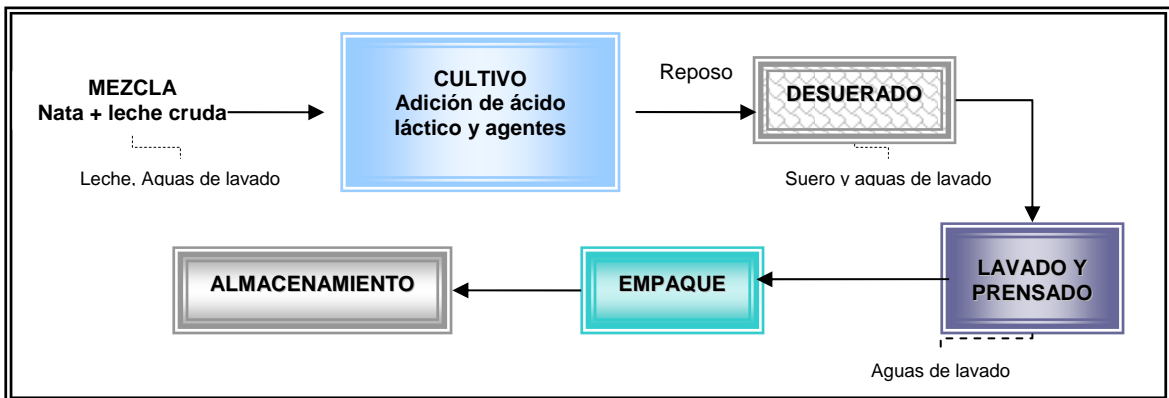 MEZCLA
Nata + leche cruda
Leche, Aguas de lavado
CULTIVO
Adición de ácido
láctico y agentes
Reposo
DESUERADO
Suero y aguas de lavado
LAVADO Y
PRENSADO
Aguas de lavado
EMPAQUE
ALMACENAMIENTO